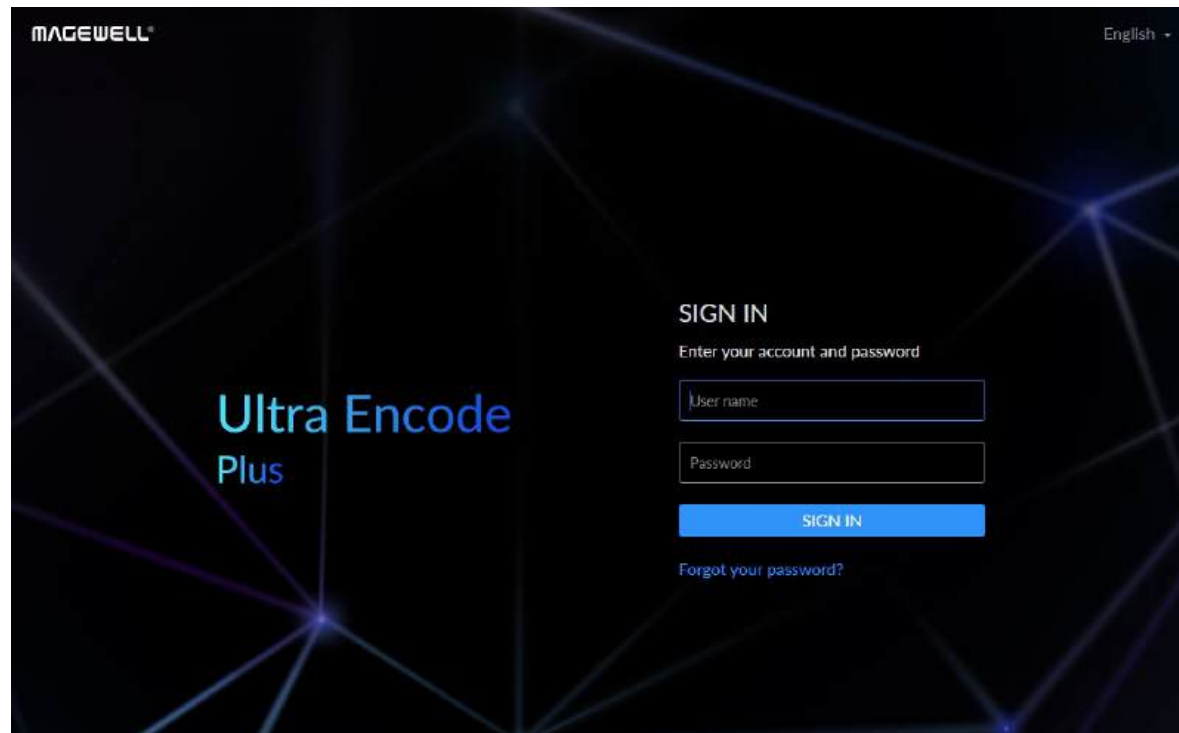 MAGEWELL®
English
Ultra Encode
Plus
SIGN IN
Enter your account and password
User name
Password
SIGN IN
Forgot your password?